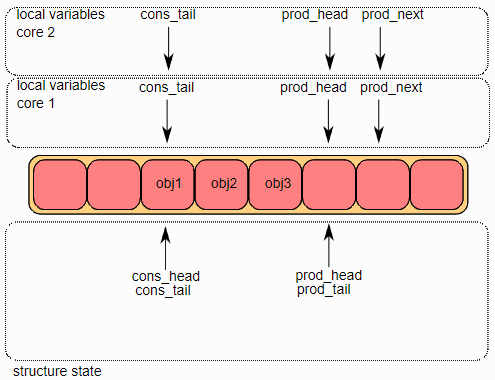 local variables
core 2
cons_tail
prod_head
prod_next
local variables
core 1
cons_tail
prod_head
prod_next
obj1
obj2
obj3
cons_head
cons_tail
prod_head
prod_tail
structure state